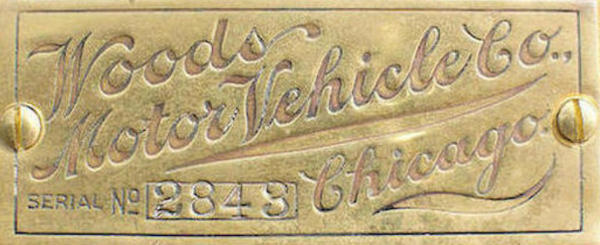 Woods
Motor Vehicle Co.,
Chicago.
SERIAL No 2843